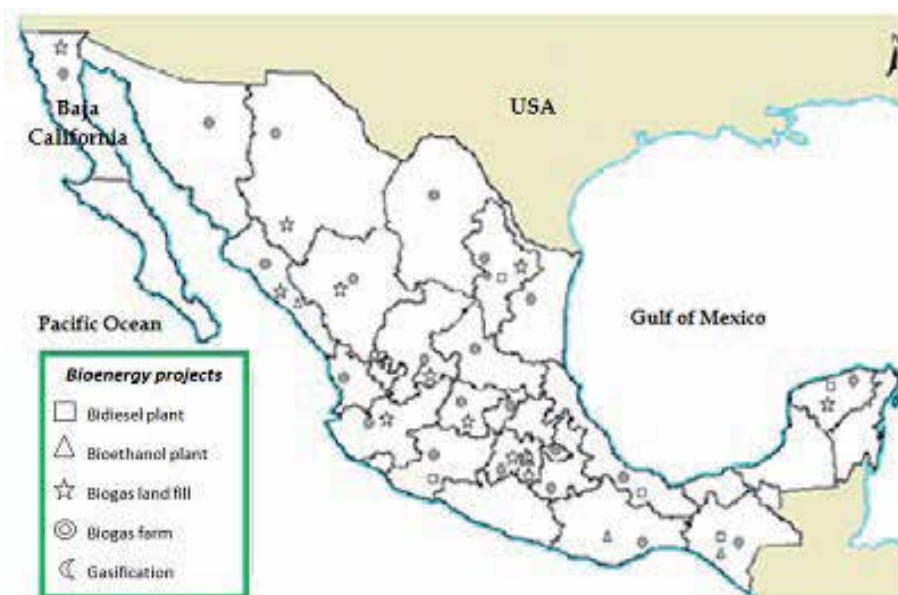 USA
Baja
California
Gulf of Mexico
Pacific Ocean
Bioenergy projects
Bidiesel plant
Bioethanol plant
Biogas land fill
Biogas farm
Gasification